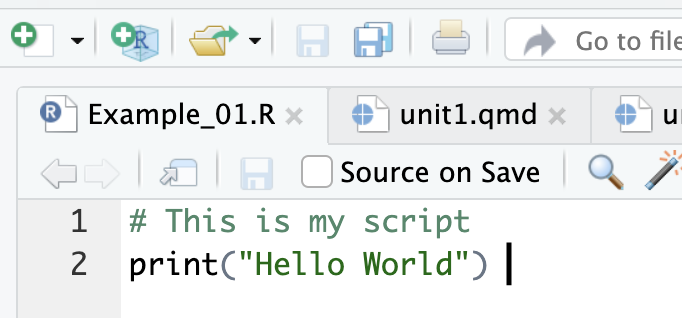 Go to file
Example_01.R
unit1.qmd
Source on Save
1 # This is my script
2 print("Hello World")